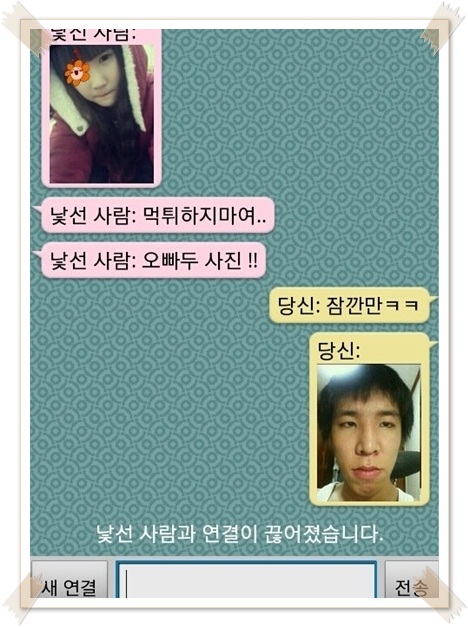 낯선 사람:
낯선 사람: 먹튀하지마여..
낯선 사람: 오빠두 사진 !!
당신: 잠깐만ㅋㅋ
당신:
낯선 사람과 연결이 끊어졌습니다.
새 연결
전송